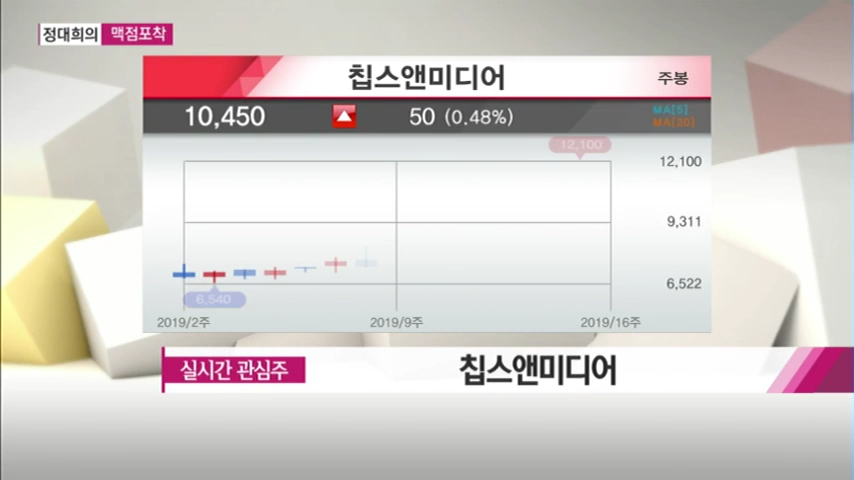 정대희의 맥점포착
칩스앤미디어 주봉
10,450 50 (0.48%) MA[5]
MA[20]
12,100
12,100
9,311
6,522
6,540
2019/2주 2019/9주 2019/16주
실시간 관심주 칩스앤미디어